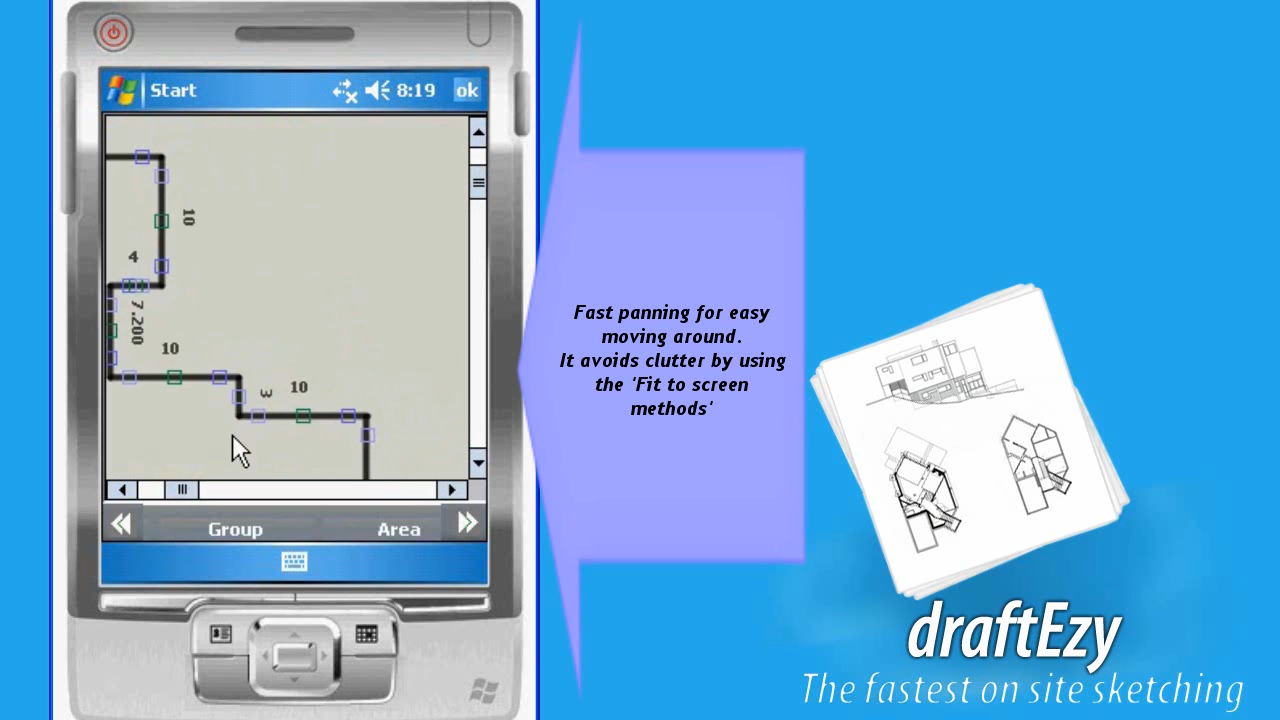 Start
8:19
ok
10
4
7.200
10
3
10
Group
Area
Fast panning for easy
moving around.
It avoids clutter by using
the 'Fit to screen
methods'
draftEzy
The fastest on site sketching